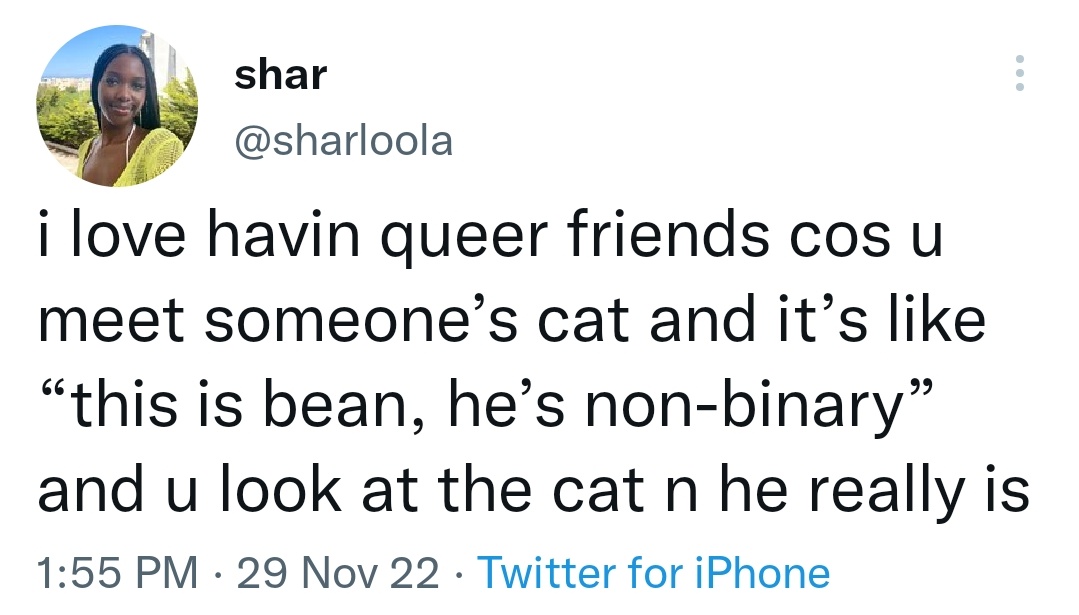 shar
@sharloola
i love havin queer friends cos u
meet someone’s cat and it’s like
“this is bean, he’s non-binary”
and u look at the cat n he really is
1:55 PM · 29 Nov 22 · Twitter for iPhone